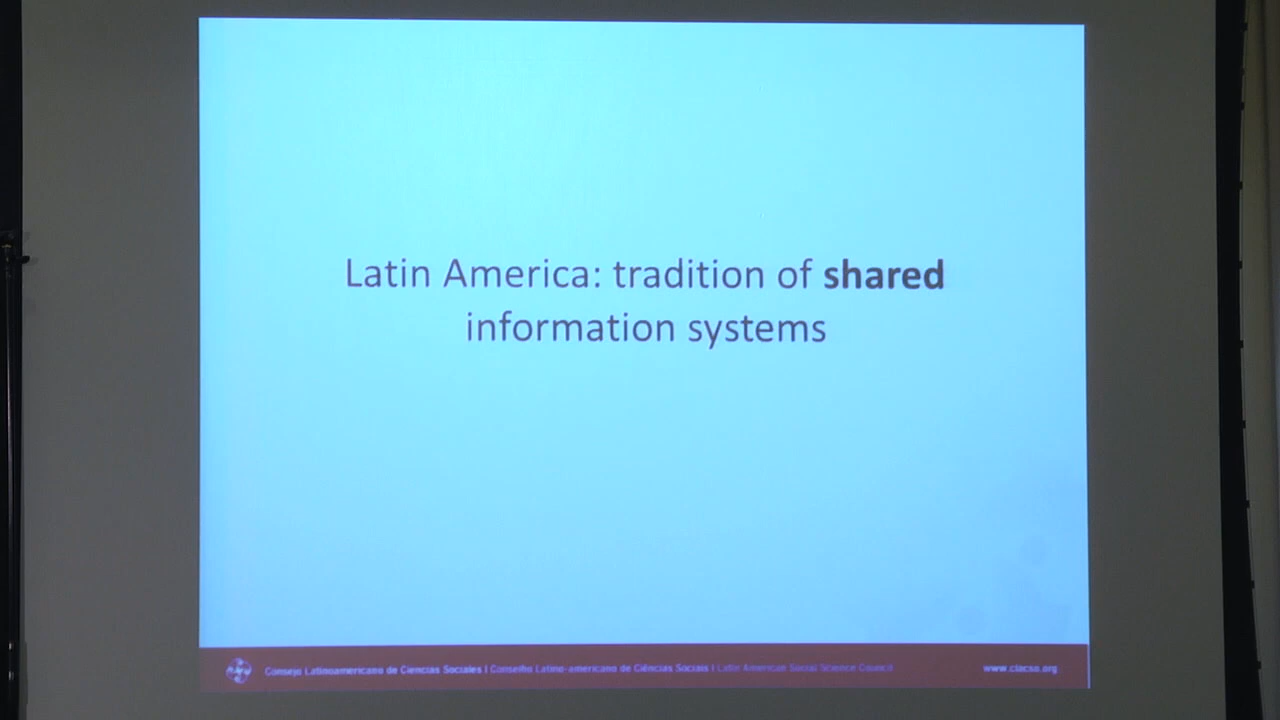 Latin America: tradition of shared
information systems
Consejo Latinoamericano de Ciencias Sociales | Conselho Latino-americano de Ciências Sociais | Latin American Social Science Council
www.clacso.org